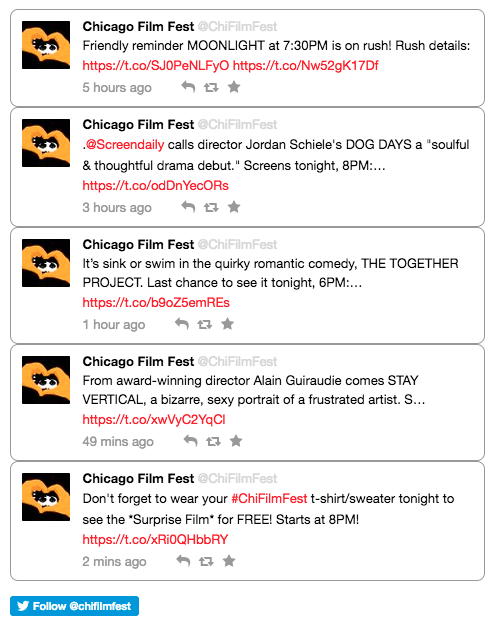 Chicago Film Fest @ChiFilmFest
Friendly reminder MOONLIGHT at 7:30PM is on rush! Rush details:
https://t.co/SJ0PeNLFyO https://t.co/Nw52gK17Df
5 hours ago
Chicago Film Fest @ChiFilmFest
.@Screendaily calls director Jordan Schiele's DOG DAYS a "soulful
& thoughtful drama debut." Screens tonight, 8PM:…
https://t.co/odDnYecORs
3 hours ago
Chicago Film Fest @ChiFilmFest
It’s sink or swim in the quirky romantic comedy, THE TOGETHER
PROJECT. Last chance to see it tonight, 6PM:…
https://t.co/b9oZ5emREs
1 hour ago
Chicago Film Fest @ChiFilmFest
From award-winning director Alain Guiraudie comes STAY
VERTICAL, a bizarre, sexy portrait of a frustrated artist. S…
https://t.co/xwVyC2YqCl
49 mins ago
Chicago Film Fest @ChiFilmFest
Don't forget to wear your #ChiFilmFest t-shirt/sweater tonight to
see the *Surprise Film* for FREE! Starts at 8PM!
https://t.co/xRi0QHbbRY
2 mins ago
Follow @chifilmfest